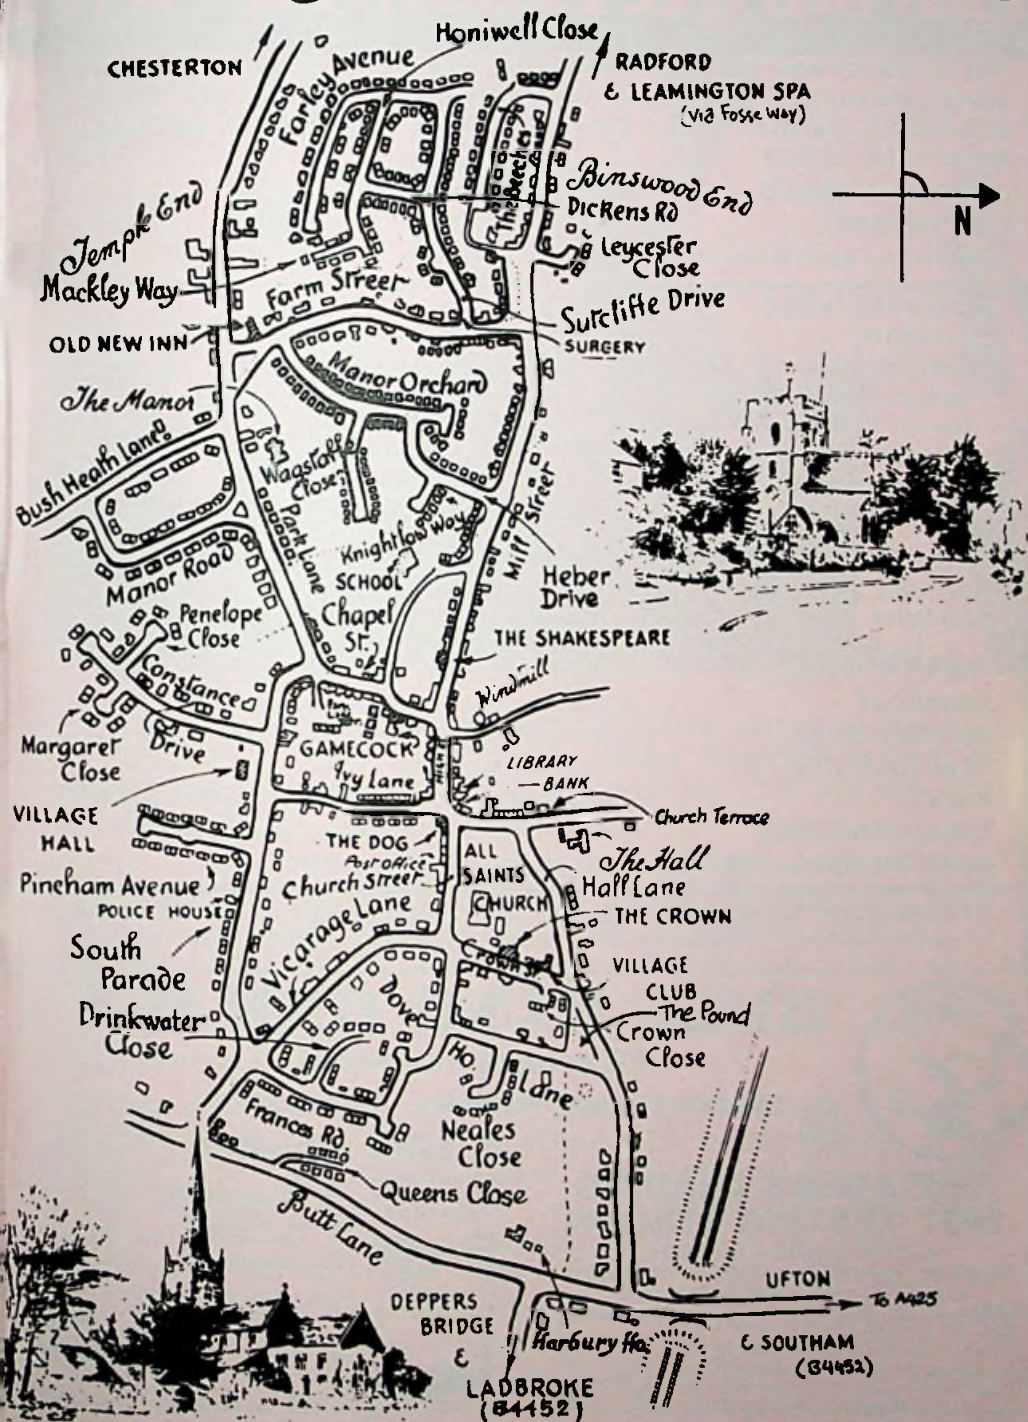 Honiwell Close
CHESTERTON
Farley Avenue
RADFORD
& LEAMINGTON SPA
(Via Fosse Way)
The Beeches
Binswood End
Dickens Rd
N
Temple End
Leycester
Close
Mackley Way
Farm Street
Sutcliffe Drive
OLD NEW INN
SURGERY
Manor Orchard
The Manor
Bush Heath Lane
Wagstaff
Close
Park Lane
Mill Street
Knightlow Way
Manor Road
SCHOOL
Heber
Drive
Penelope
Close
Chapel
St.
THE SHAKESPEARE
Constance
Drive
Windmill
Margaret
Close
GAMECOCK
HIGH ST
Ivy Lane
LIBRARY
BANK
VILLAGE
HALL
Church Terrace
THE DOG
Post Office
Church Street
ALL
SAINTS
CHURCH
The Hall
Hall Lane
Pincham Avenue
POLICE HOUSE
THE CROWN
Vicarage Lane
South
Parade
Crown St
VILLAGE
CLUB
Dove
The Pound
Drinkwater
Close
Crown
Close
Ho.
Lane
Frances Rd.
Neales
Close
Queens Close
Butt Lane
UFTON
To A425
DEPPERS
BRIDGE
&
LADBROKE
(B4452)
Harbury Ho.
& SOUTHAM
(B4452)